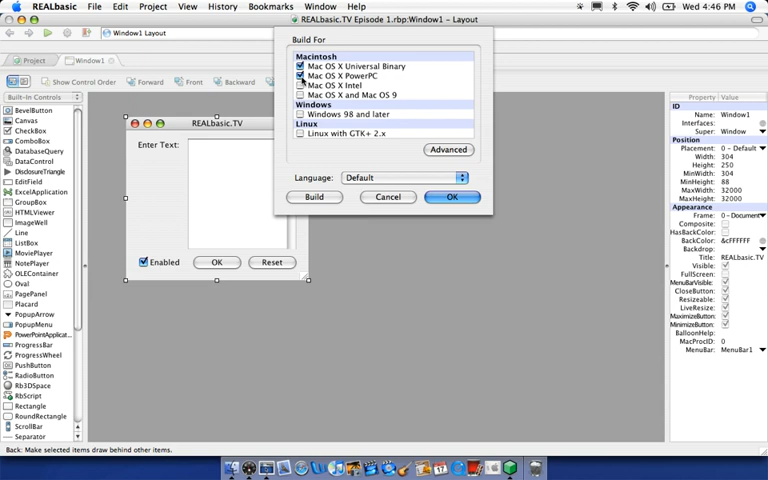 REALbasic File Edit Project View History Bookmarks Window Help Wed 4:46 PM
REALbasic.TV Episode 1.rbp:Window1 - Layout
Window1 Layout
Project Window1
Show Control Order Forward Front Backward
Built-In Controls
BevelButton
Canvas
CheckBox
ComboBox
DatabaseQuery
DataControl
DisclosureTriangle
EditField
ExcelApplication
GroupBox
HTMLViewer
ImageWell
Line
ListBox
MoviePlayer
NotePlayer
OLEContainer
Oval
PagePanel
Placard
PopupArrow
PopupMenu
PowerPointApplicat...
ProgressBar
ProgressWheel
PushButton
RadioButton
Rb3DSpace
RbScript
Rectangle
RoundRectangle
ScrollBar
Separator
REALbasic.TV
Enter Text:
Enabled OK Reset
Build For
Macintosh
Mac OS X Universal Binary
Mac OS X PowerPC
Mac OS X Intel
Mac OS X and Mac OS 9
Windows
Windows 98 and later
Linux
Linux with GTK+ 2.x
Advanced
Language: Default
Build Cancel OK
Property Value
ID
Name: Window1
Interfaces:
Super: Window
Position
Placement: 0 - Default
Width: 304
Height: 153
MinWidth: 304
MinHeight: 88
MaxWidth: 32000
MaxHeight: 32000
Appearance
Frame: 0 - Document
Composite:
HasBackColor:
BackColor: &cFFFFFF
Backdrop:
Title: REALbasic.TV
Visible:
FullScreen:
MenuBarVisible:
CloseButton:
Resizeable:
LiveResize:
MaximizeButton:
MinimizeButton:
BalloonHelp:
MacProcID: 0
MenuBar: MenuBar1
Back: Make selected items draw behind other items.
17